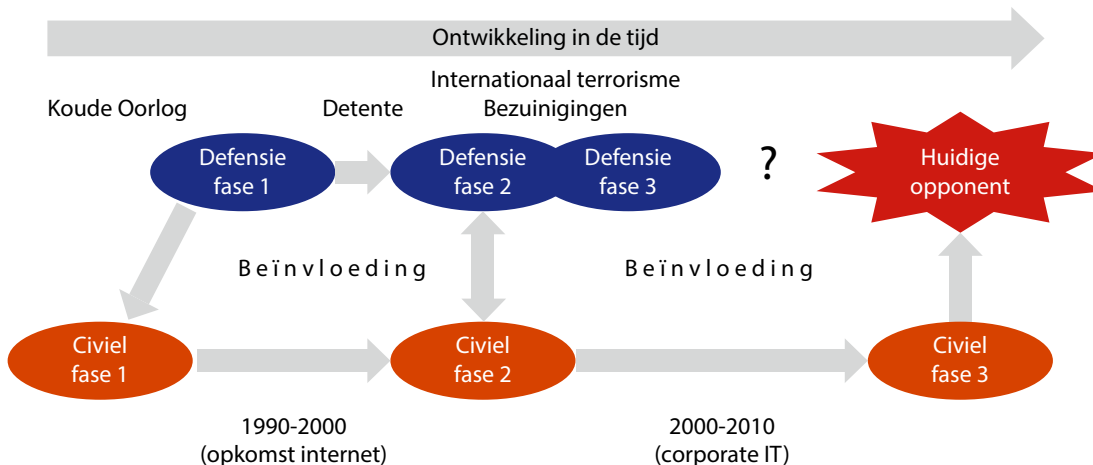 Ontwikkeling in de tijd
Internationaal terrorisme
Koude Oorlog Detente Bezuinigingen
Defensie
fase 1
Defensie
fase 2
Defensie
fase 3
?
Huidige
opponent
Beïnvloeding Beïnvloeding
Civiel
fase 1
Civiel
fase 2
Civiel
fase 3
1990-2000
(opkomst internet)
2000-2010
(corporate IT)